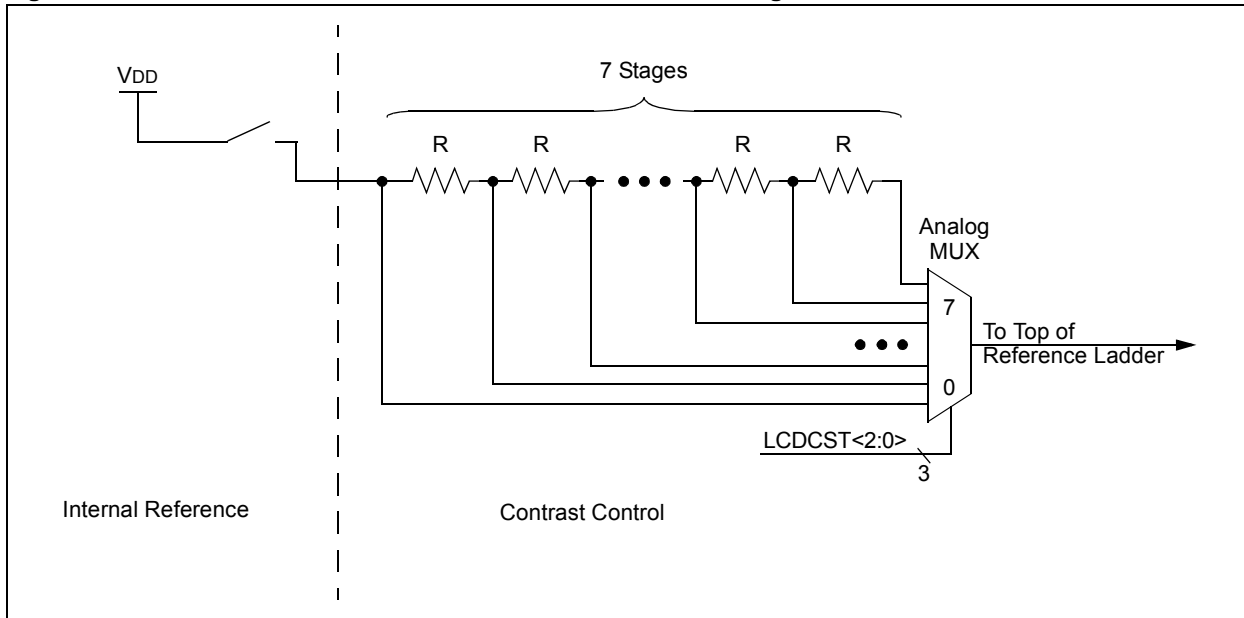 VDD
7 Stages
R R R R
Analog
MUX
7
To Top of
Reference Ladder
0
LCDCST<2:0>
3
Internal Reference
Contrast Control